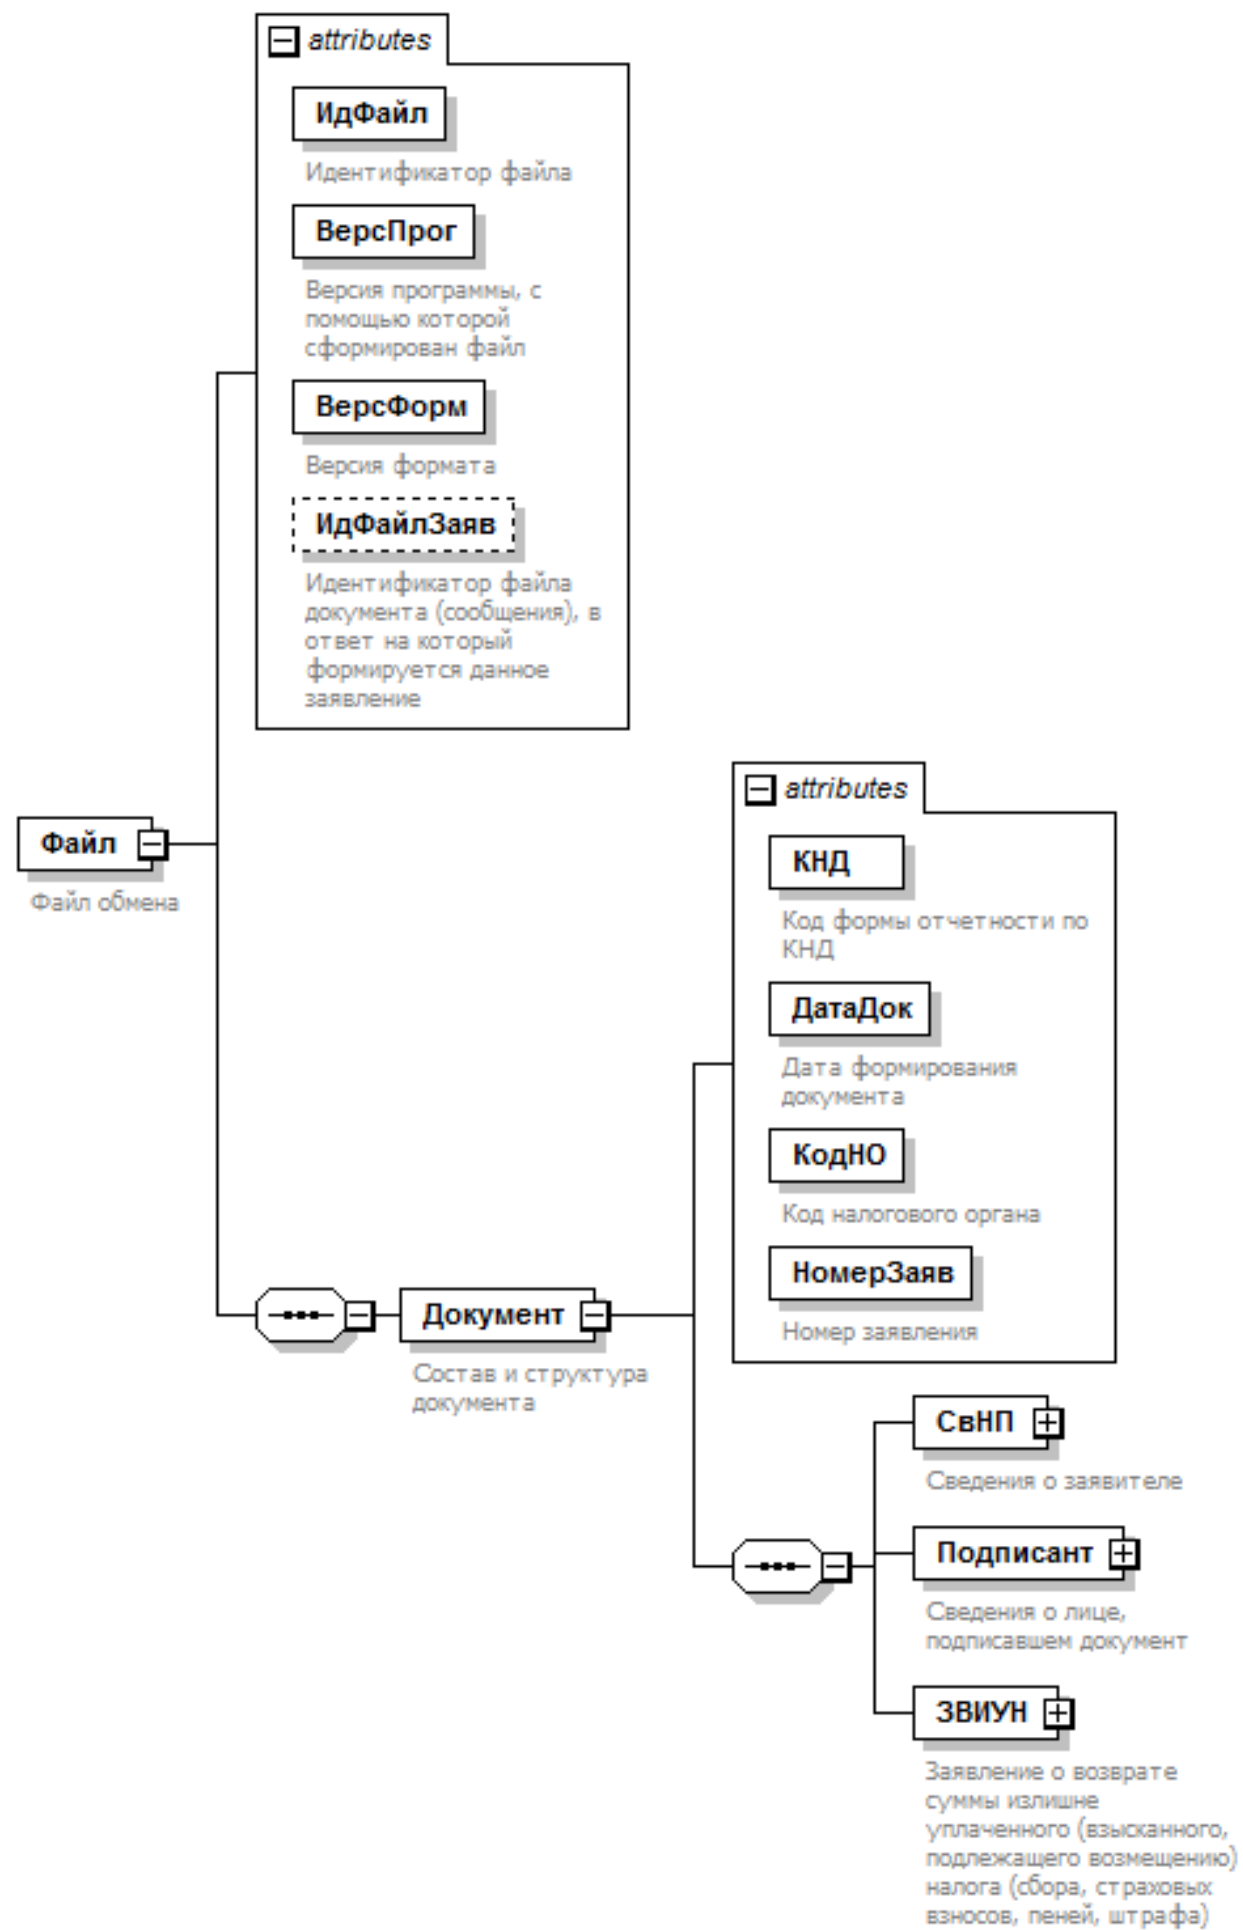 attributes
ИдФайл
Идентификатор файла
ВерсПрог
Версия программы, с
помощью которой
сформирован файл
ВерсФорм
Версия формата
ИдФайлЗаяв
Идентификатор файла
документа (сообщения), в
ответ на который
формируется данное
заявление
Файл
Файл обмена
attributes
КНД
Код формы отчетности по
КНД
ДатаДок
Дата формирования
документа
КодНО
Код налогового органа
НомерЗаяв
Номер заявления
Документ
Состав и структура
документа
СвНП
Сведения о заявителе
Подписант
Сведения о лице,
подписавшем документ
ЗВИУН
Заявление о возврате
суммы излишне
уплаченного (взысканного,
подлежащего возмещению)
налога (сбора, страховых
взносов, пеней, штрафа)